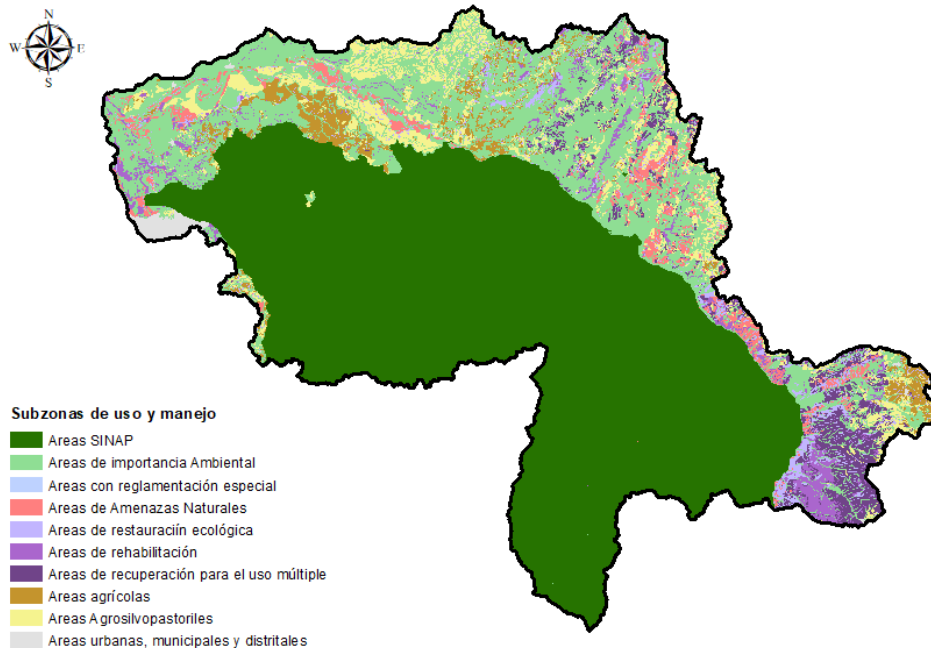 N
W E
S
Subzonas de uso y manejo
Areas SINAP
Areas de importancia Ambiental
Areas con reglamentación especial
Areas de Amenazas Naturales
Areas de restauraciín ecológica
Areas de rehabilitación
Areas de recuperación para el uso múltiple
Areas agrícolas
Areas Agrosilvopastoriles
Areas urbanas, municipales y distritales